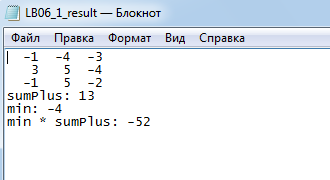 LB06_1_result — Блокнот
Файл Правка Формат Вид Справка
-1 -4 -3
3 5 -4
-1 5 -2
sumPlus: 13
min: -4
min * sumPlus: -52